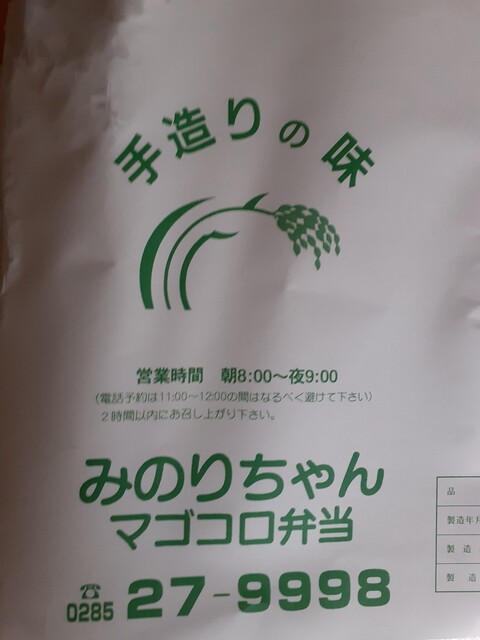 手造りの味
営業時間 朝8:00〜夜9:00
(電話予約は11:00〜12:00の間はなるべく避けて下さい)
2時間以内にお召し上がり下さい。
みのりちゃん
マゴコロ弁当
☎0285 27-9998
品
製造年月
製造
製造